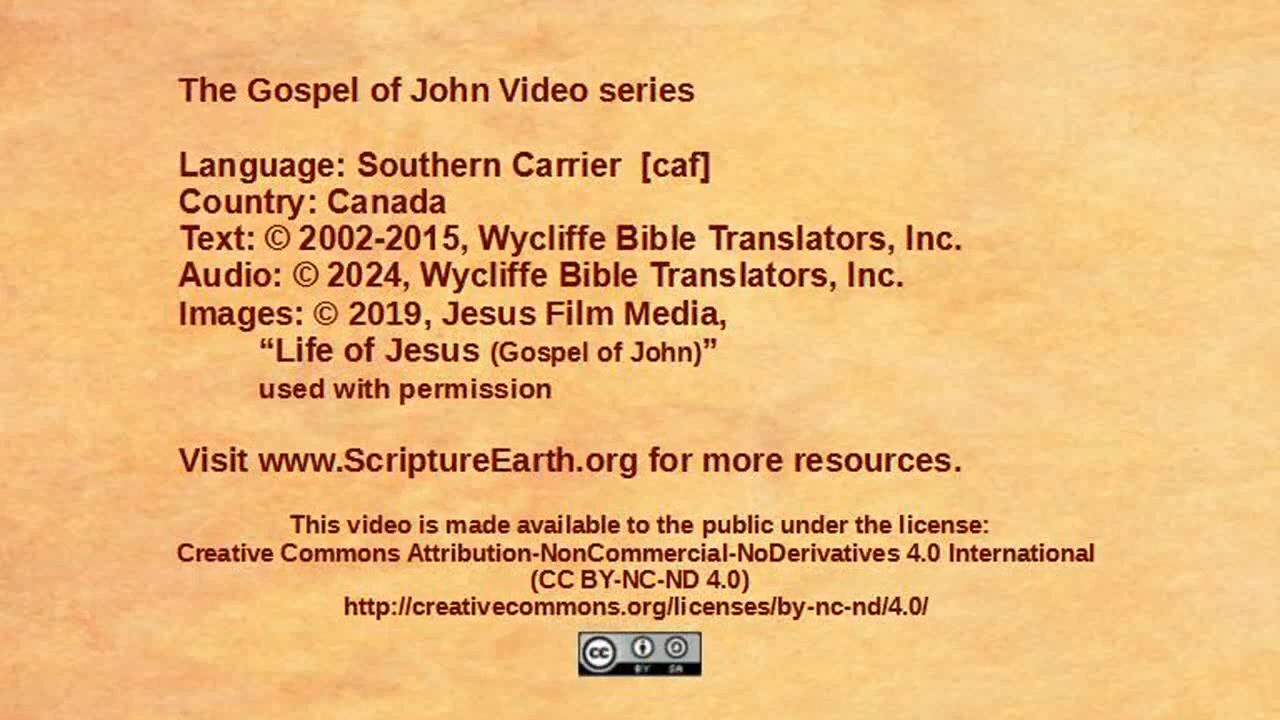 The Gospel of John Video series
Language: Southern Carrier [caf]
Country: Canada
Text: © 2002-2015, Wycliffe Bible Translators, Inc.
Audio: © 2024, Wycliffe Bible Translators, Inc.
Images: © 2019, Jesus Film Media,
“Life of Jesus (Gospel of John)”
used with permission
Visit www.ScriptureEarth.org for more resources.
This video is made available to the public under the license:
Creative Commons Attribution-NonCommercial-NoDerivatives 4.0 International
(CC BY-NC-ND 4.0)
http://creativecommons.org/licenses/by-nc-nd/4.0/
cc
BY SA